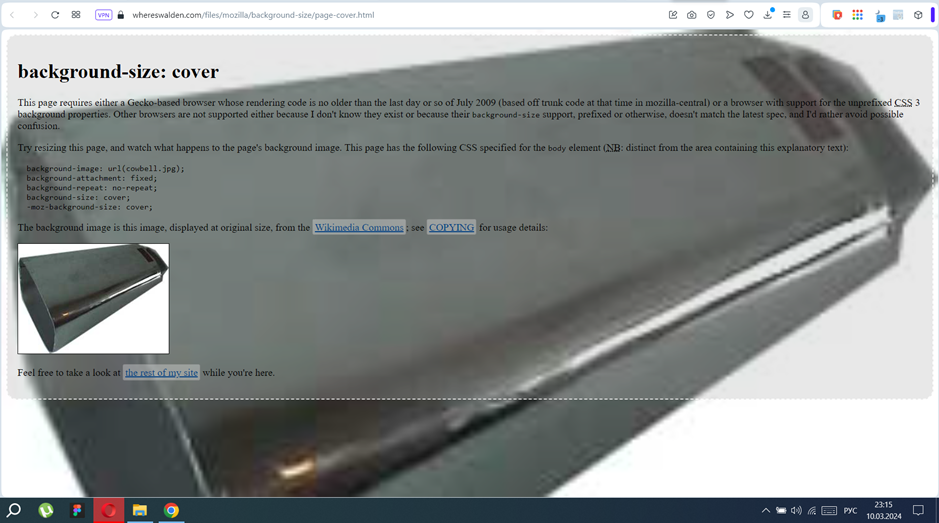 VPN
whereswalden.com/files/mozilla/background-size/page-cover.html
background-size: cover
This page requires either a Gecko-based browser whose rendering code is no older than the last day or so of July 2009 (based off trunk code at that time in mozilla-central) or a browser with support for the unprefixed CSS 3
background properties. Other browsers are not supported either because I don't know they exist or because their background-size support, prefixed or otherwise, doesn't match the latest spec, and I'd rather avoid possible
confusion.
Try resizing this page, and watch what happens to the page's background image. This page has the following CSS specified for the body element (NB: distinct from the area containing this explanatory text):
background-image: url(cowbell.jpg);
background-attachment: fixed;
background-repeat: no-repeat;
background-size: cover;
-moz-background-size: cover;
The background image is this image, displayed at original size, from the Wikimedia Commons ; see COPYING for usage details:
Feel free to take a look at the rest of my site while you're here.
РУС
23:15
10.03.2024